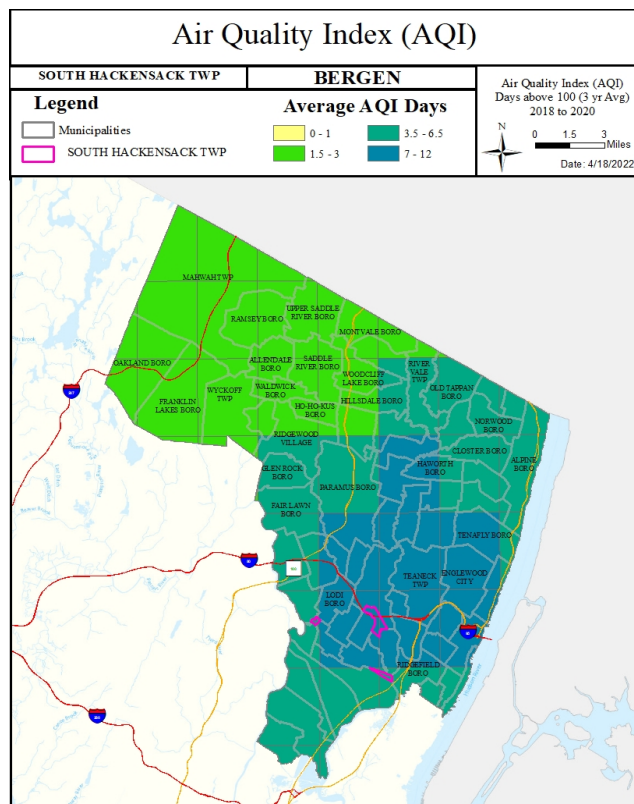 Air Quality Index (AQI)
SOUTH HACKENSACK TWP
BERGEN
Legend
Municipalities
SOUTH HACKENSACK TWP
Average AQI Days
0 - 1
1.5 - 3
3.5 - 6.5
7 - 12
Air Quality Index (AQI)
Days above 100 (3 yr Avg)
2018 to 2020
N
0 1.5 3
Miles
Date: 4/18/2022
MAHWAH TWP
RAMSEY BORO
UPPER SADDLE
RIVER BORO
MONTVALE BORO
OAKLAND BORO
ALLENDALE
BORO
SADDLE
RIVER BORO
WOODCLIFF
LAKE BORO
RIVER
VALE TWP
OLD TAPPAN
BORO
FRANKLIN
LAKES BORO
WYCKOFF
TWP
WALDWICK
BORO
HO-HO-KUS
BORO
HILLSDALE BORO
NORWOOD
BORO
RIDGEWOOD
VILLAGE
CLOSTER BORO
ALPINE
BORO
GLEN ROCK
BORO
PARAMUS BORO
HAWORTH
BORO
FAIR LAWN
BORO
TENAFLY BORO
LODI
BORO
TEANECK
TWP
ENGLEWOOD
CITY
RIDGEFIELD
BORO